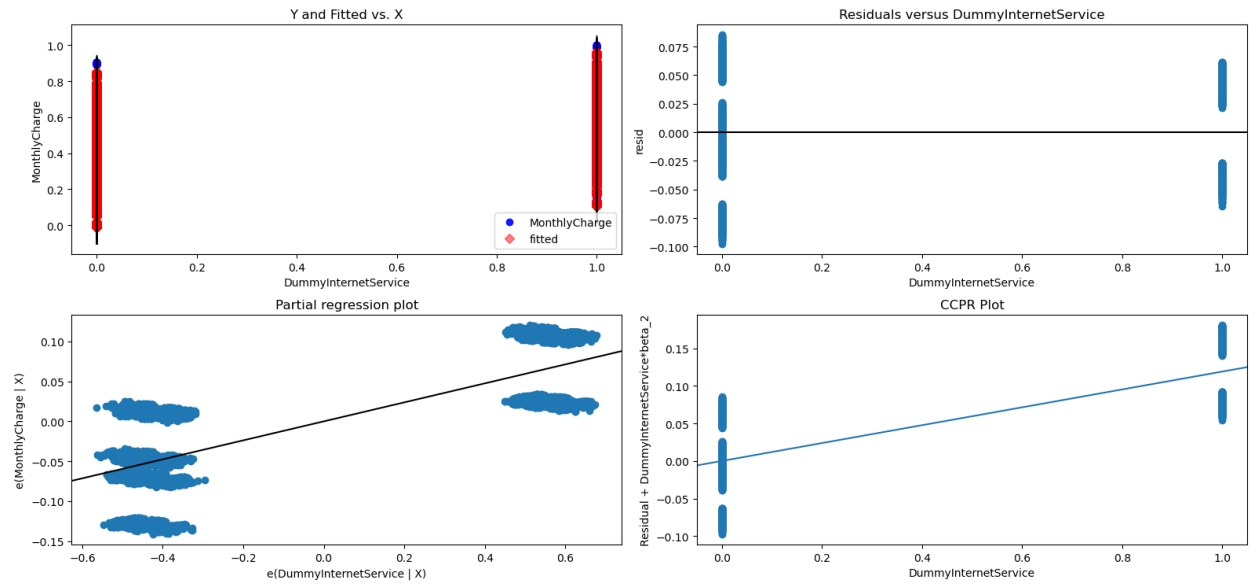 Y and Fitted vs. X
MonthlyCharge
1.0
0.8
0.6
0.4
0.2
0.0
MonthlyCharge
fitted
0.0 0.2 0.4 0.6 0.8 1.0
DummyInternetService
Residuals versus DummyInternetService
resid
0.075
0.050
0.025
0.000
−0.025
−0.050
−0.075
−0.100
0.0 0.2 0.4 0.6 0.8 1.0
DummyInternetService
Partial regression plot
e(MonthlyCharge | X)
0.10
0.05
0.00
−0.05
−0.10
−0.15
−0.6 −0.4 −0.2 0.0 0.2 0.4 0.6
e(DummyInternetService | X)
CCPR Plot
Residual + DummyInternetService*beta_2
0.15
0.10
0.05
0.00
−0.05
−0.10
0.0 0.2 0.4 0.6 0.8 1.0
DummyInternetService